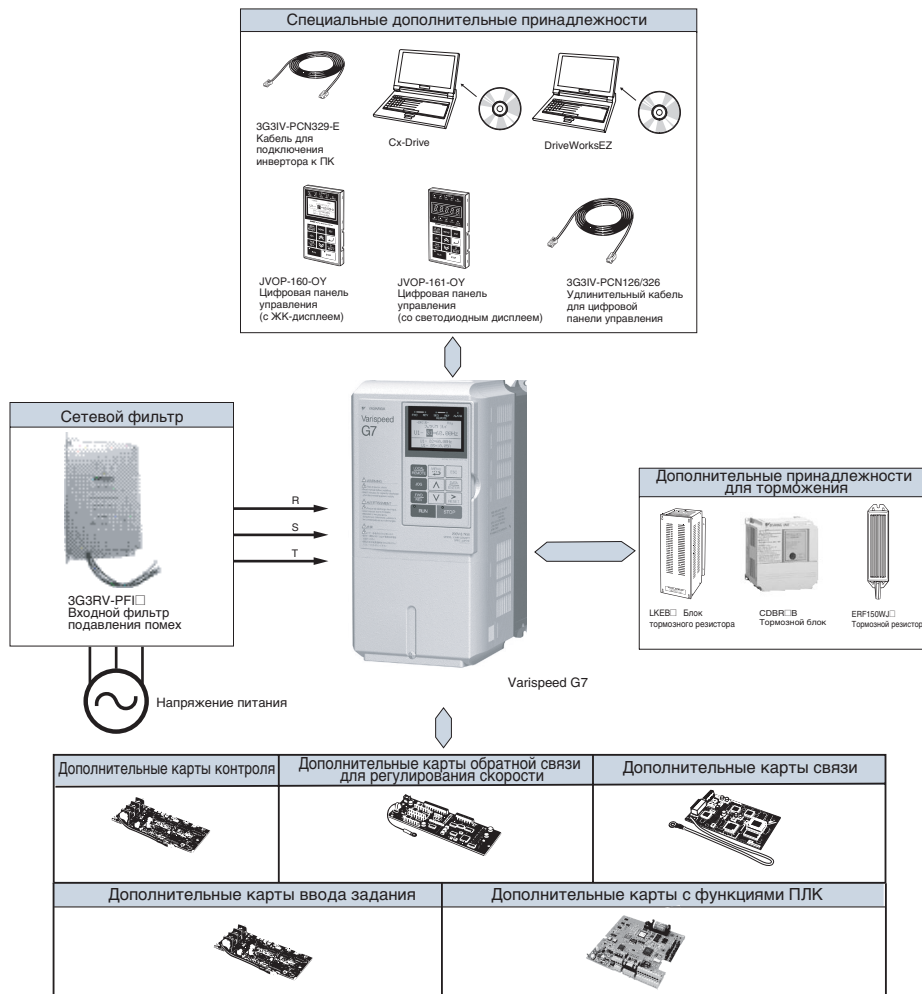 Специальные дополнительные принадлежности
3G3IV-PCN329-E
Кабель для
подключения
инвертора к ПК
Cx-Drive
DriveWorksEZ
JVOP-160-OY
Цифровая панель
управления
(с ЖК-дисплеем)
JVOP-161-OY
Цифровая панель
управления
(со светодиодным дисплеем)
3G3IV-PCN126/326
Удлинительный кабель
для цифровой
панели управления
Сетевой фильтр
3G3RV-PFI□
Входной фильтр
подавления помех
R
S
T
Varispeed
G7
RUN
STOP
Varispeed G7
Напряжение питания
Дополнительные принадлежности
для торможения
LKEB□ Блок
тормозного резистора
CDBR□B
Тормозной блок
ERF150WJ□
Тормозной резистор
Дополнительные карты контроля
Дополнительные карты обратной связи
для регулирования скорости
Дополнительные карты связи
Дополнительные карты ввода задания
Дополнительные карты с функциями ПЛК